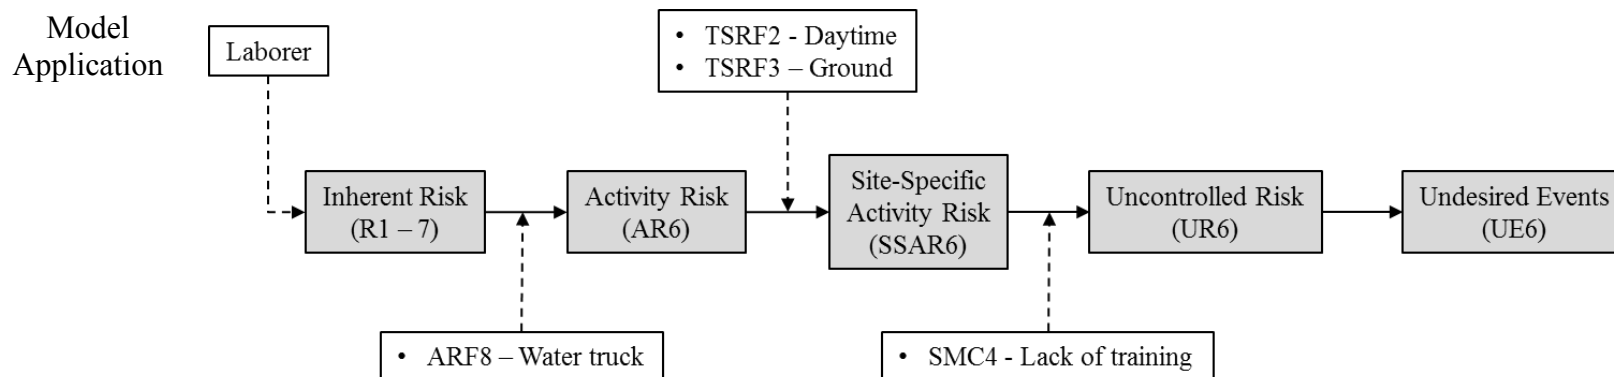 Model
Application
Laborer
• TSRF2 - Daytime
• TSRF3 – Ground
Inherent Risk
(R1 – 7)
Activity Risk
(AR6)
Site-Specific
Activity Risk
(SSAR6)
Uncontrolled Risk
(UR6)
Undesired Events
(UE6)
• ARF8 – Water truck
• SMC4 - Lack of training